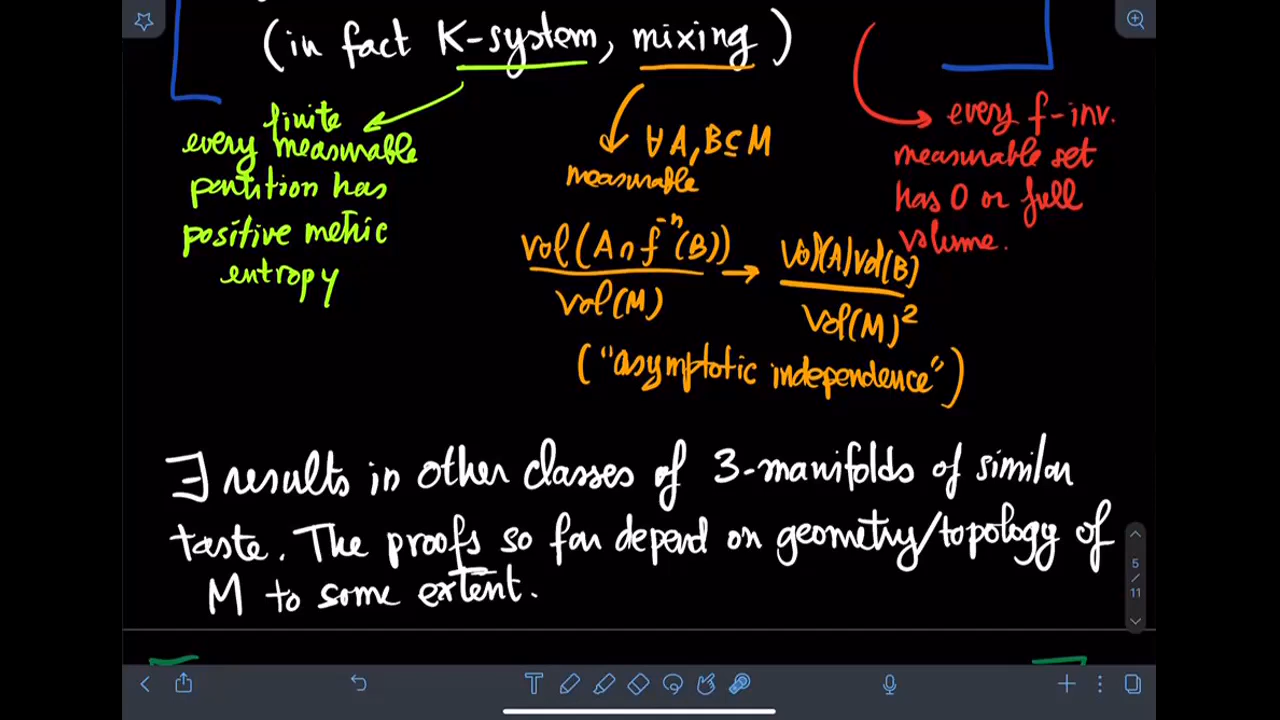 (in fact K-system, mixing)
finite
every measurable
partition has
positive metric
entropy
∀ A, B ⊆ M
measurable
vol(A ∩ f⁻ⁿ(B)) / vol(M) → vol(A)vol(B) / vol(M)²
("asymptotic independence")
every f-inv.
measurable set
has 0 or full
volume.
∃ results in other classes of 3-manifolds of similar
taste. The proofs so far depend on geometry/topology of
M to some extent.
5
/
11
T